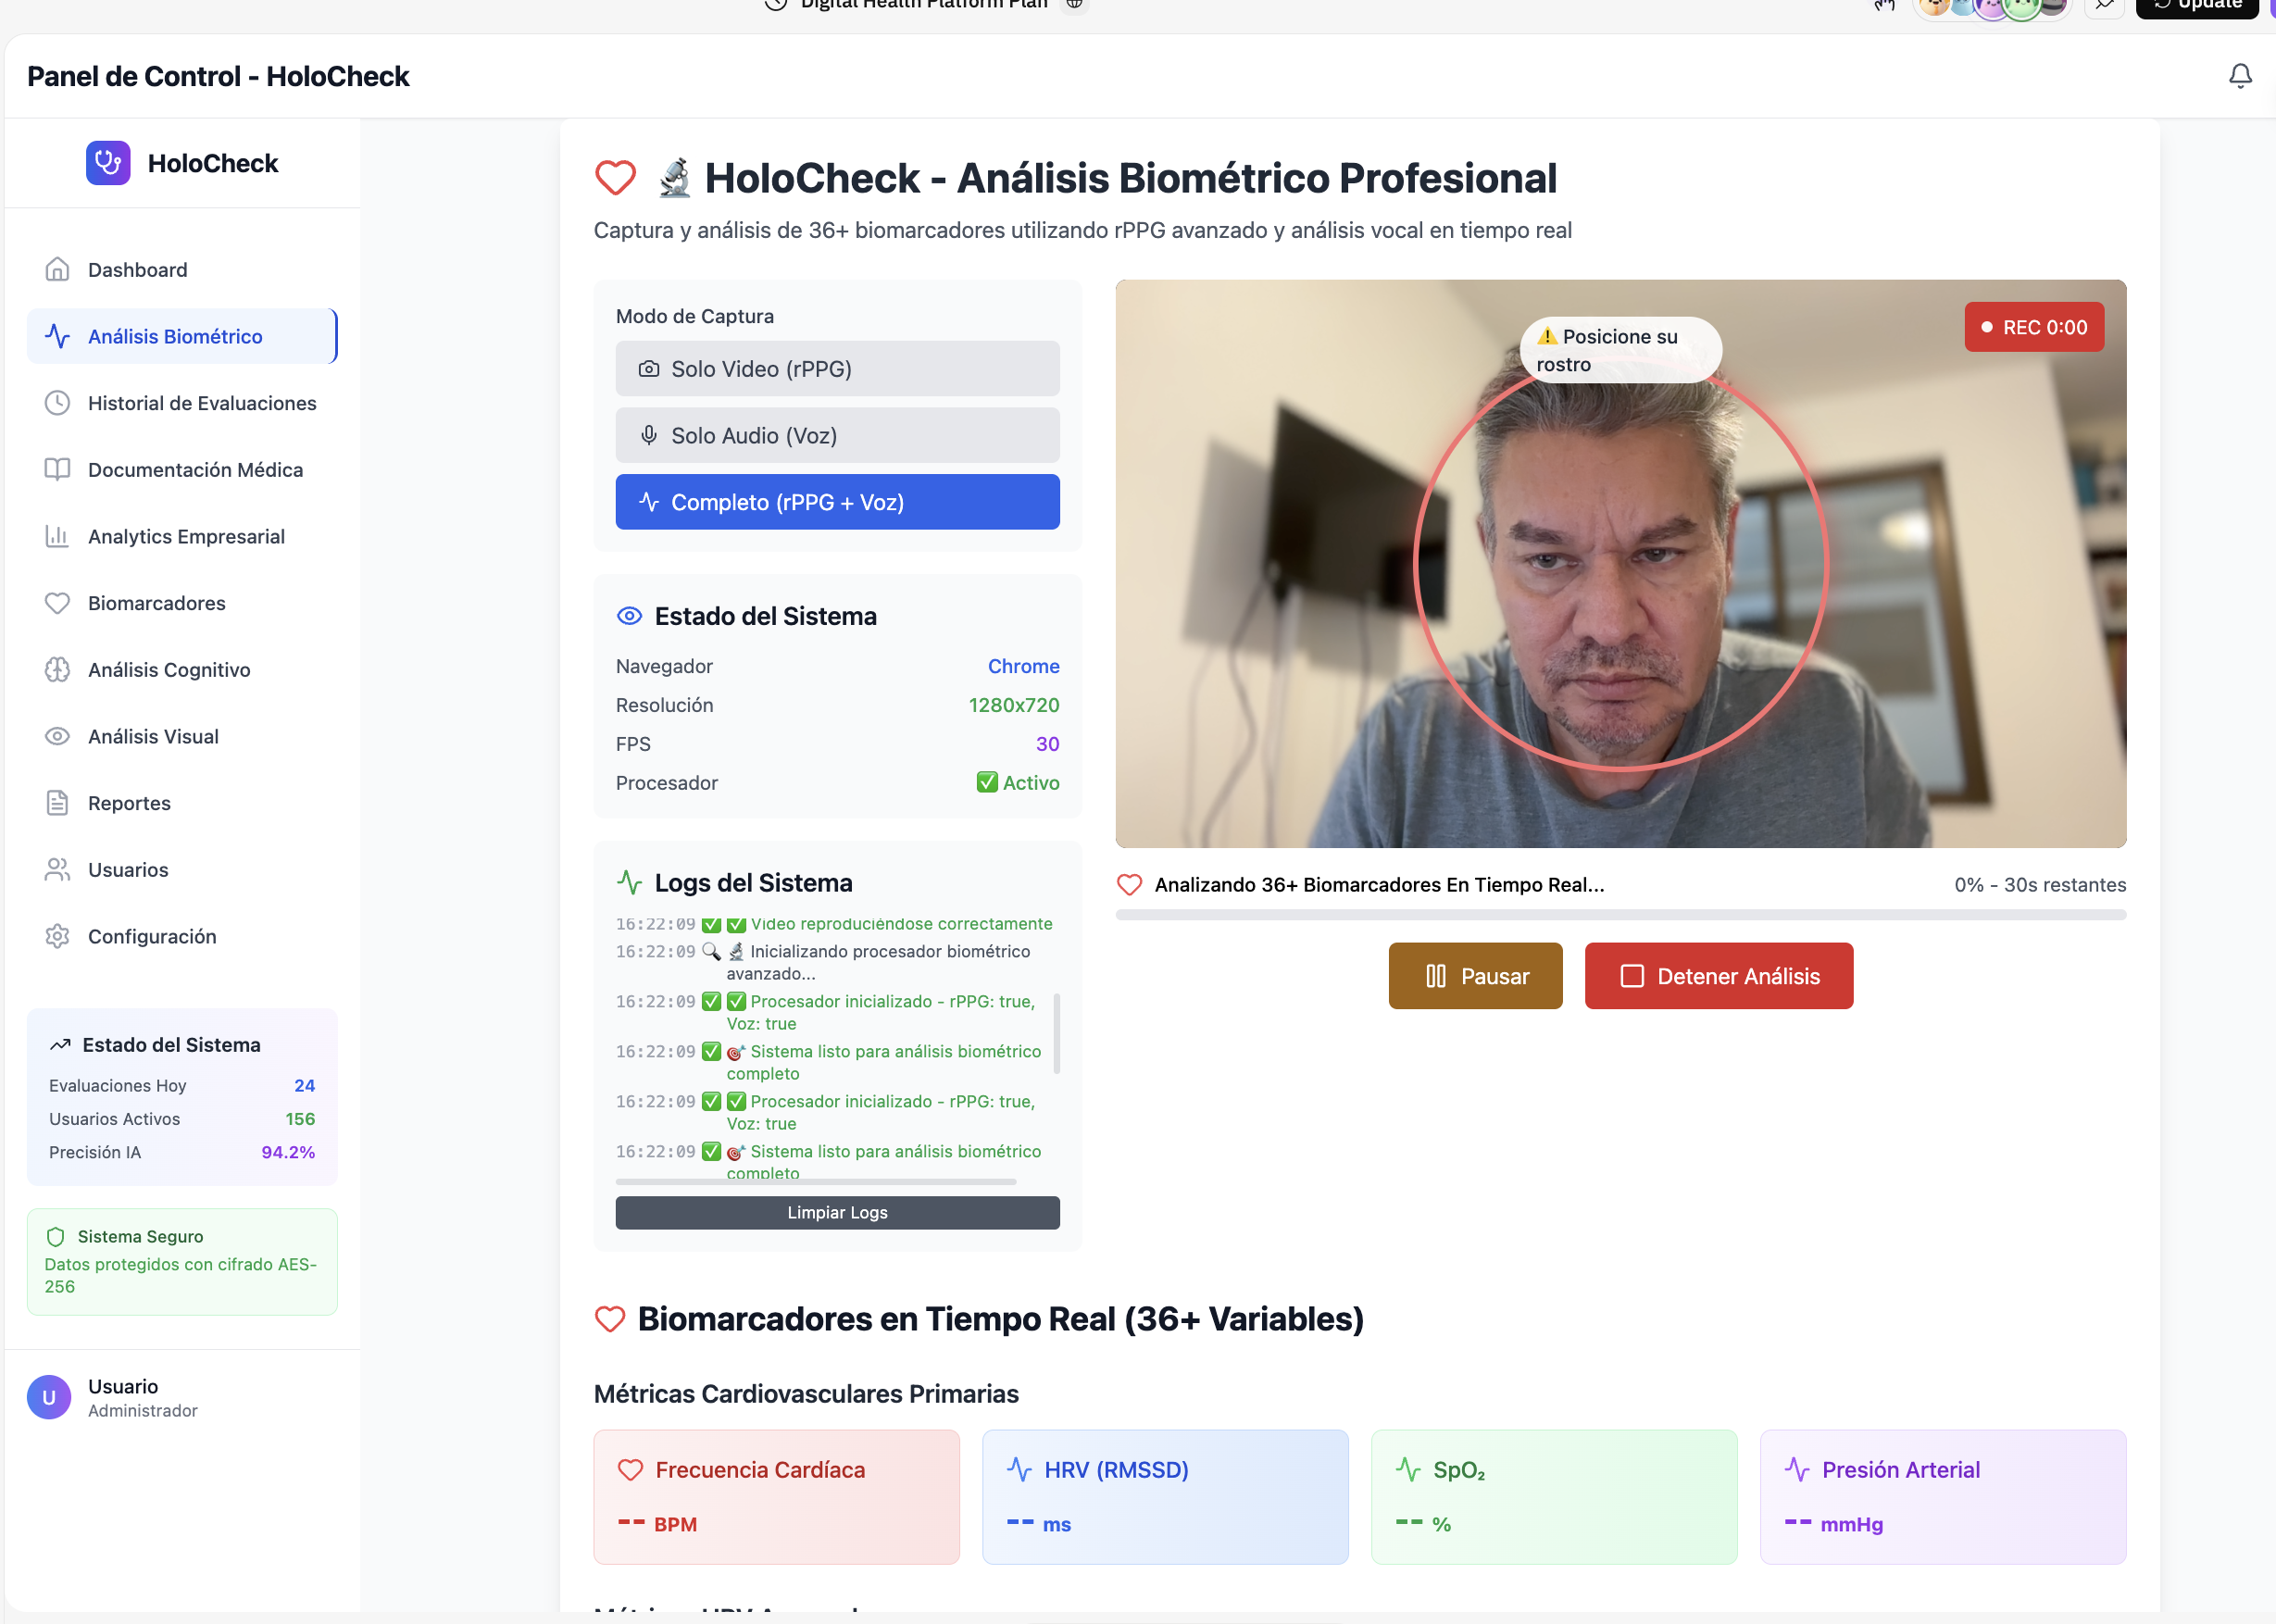 Digital Health Platform Plan
Update
Panel de Control - HoloCheck
HoloCheck
Dashboard
Análisis Biométrico
Historial de Evaluaciones
Documentación Médica
Analytics Empresarial
Biomarcadores
Análisis Cognitivo
Análisis Visual
Reportes
Usuarios
Configuración
Estado del Sistema
Evaluaciones Hoy 24
Usuarios Activos 156
Precisión IA 94.2%
Sistema Seguro
Datos protegidos con cifrado AES-
256
U
Usuario
Administrador
🔬 HoloCheck - Análisis Biométrico Profesional
Captura y análisis de 36+ biomarcadores utilizando rPPG avanzado y análisis vocal en tiempo real
Modo de Captura
Solo Video (rPPG)
Solo Audio (Voz)
Completo (rPPG + Voz)
Estado del Sistema
Navegador Chrome
Resolución 1280x720
FPS 30
Procesador ✅ Activo
Logs del Sistema
16:22:09 ✅ ✅ Video reproduciéndose correctamente
16:22:09 🔍 🔬 Inicializando procesador biométrico
avanzado...
16:22:09 ✅ ✅ Procesador inicializado - rPPG: true,
Voz: true
16:22:09 ✅ 🎯 Sistema listo para análisis biométrico
completo
16:22:09 ✅ ✅ Procesador inicializado - rPPG: true,
Voz: true
16:22:09 ✅ 🎯 Sistema listo para análisis biométrico
completo
Limpiar Logs
⚠️ Posicione su
rostro
REC 0:00
Analizando 36+ Biomarcadores En Tiempo Real...
0% - 30s restantes
Pausar
Detener Análisis
Biomarcadores en Tiempo Real (36+ Variables)
Métricas Cardiovasculares Primarias
Frecuencia Cardíaca
-- BPM
HRV (RMSSD)
-- ms
SpO₂
-- %
Presión Arterial
-- mmHg